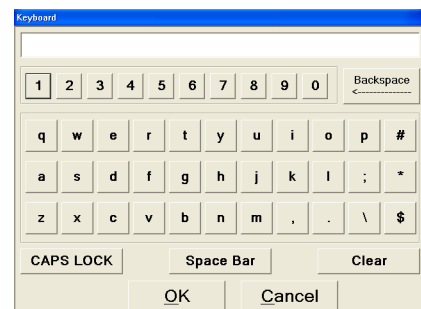 Keyboard
1 2 3 4 5 6 7 8 9 0 Backspace
<--------------
q w e r t y u i o p #
a s d f g h j k l ; *
z x c v b n m , . \ $
CAPS LOCK Space Bar Clear
OK Cancel